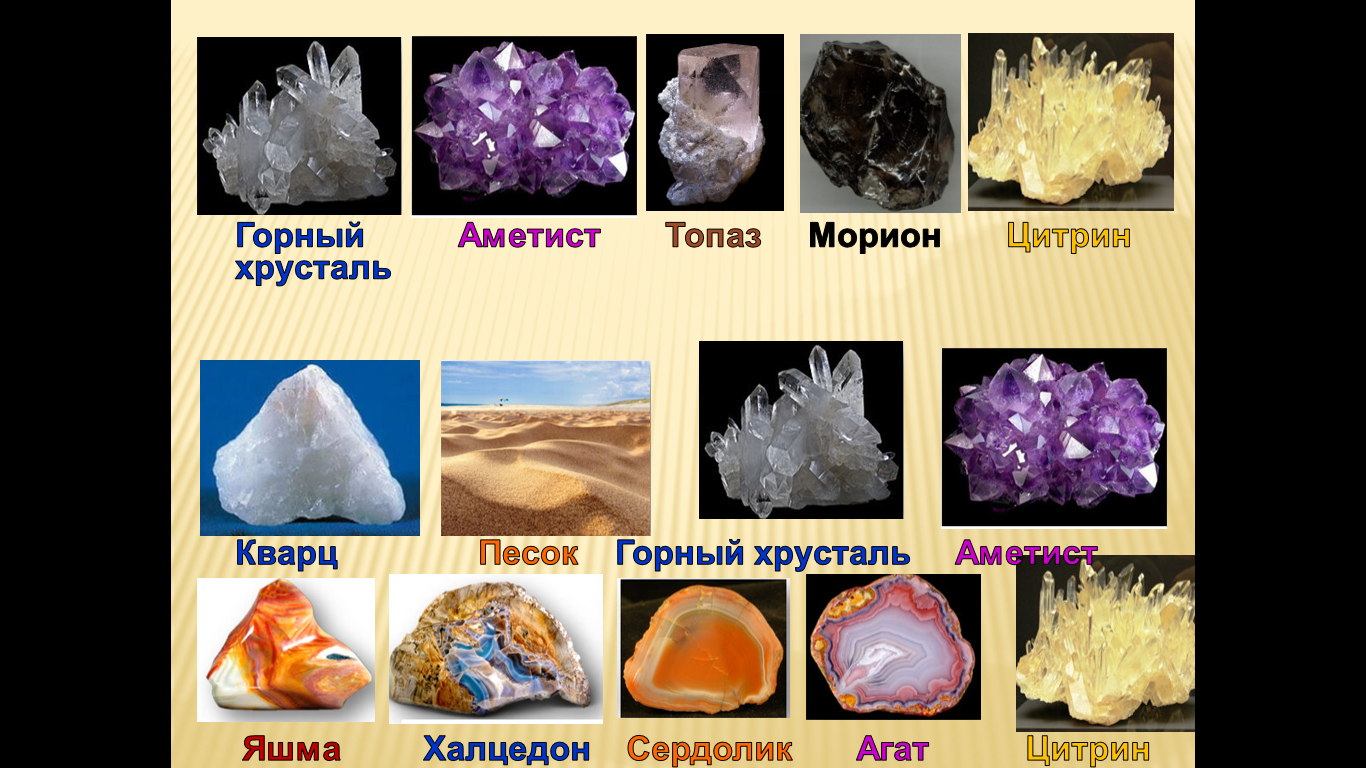 Горный
хрусталь
Аметист
Топаз
Морион
Цитрин
Кварц
Песок
Горный хрусталь
Аметист
Яшма
Халцедон
Сердолик
Агат
Цитрин